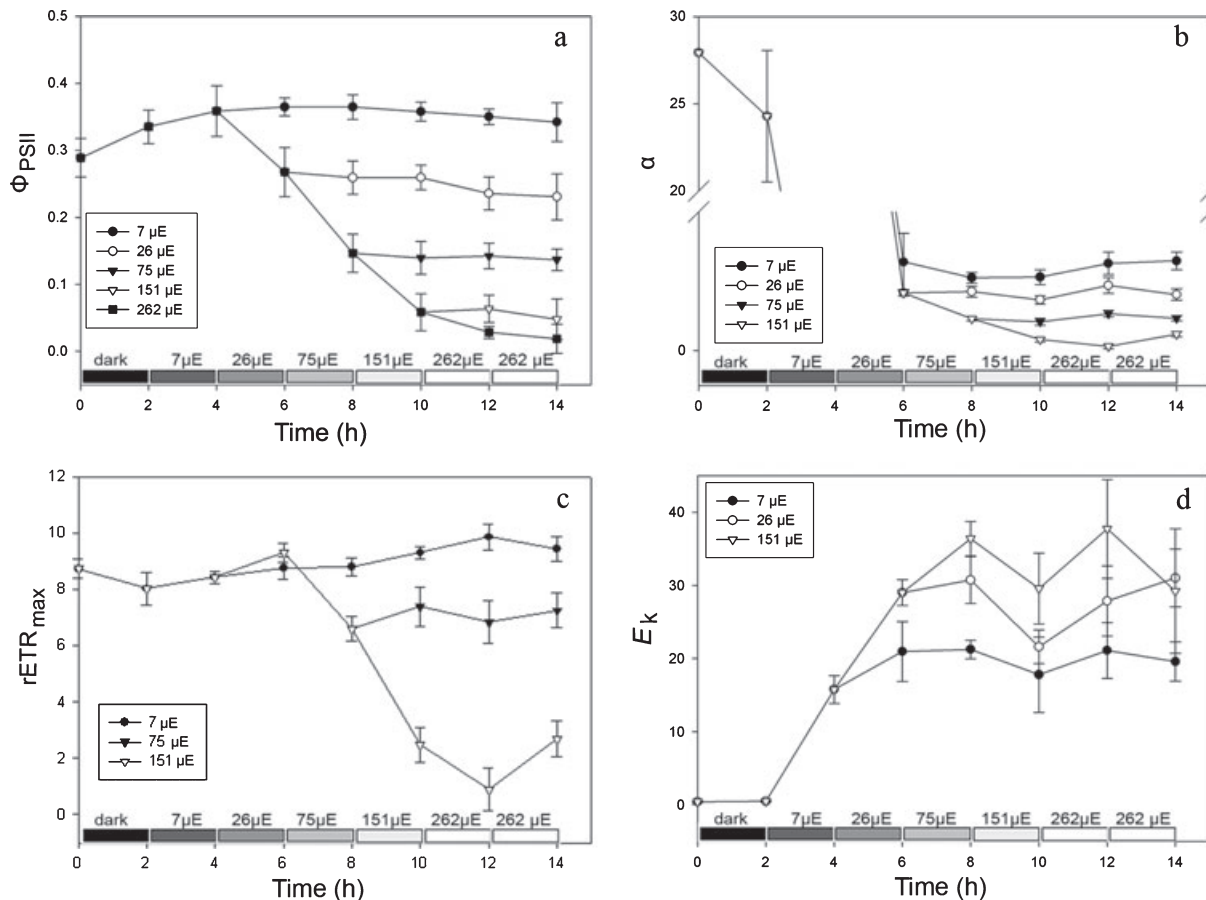 a
0.5
0.4
0.3
0.2
0.1
0.0
Φ PSII
7 µE
26 µE
75 µE
151 µE
262 µE
dark 7µE 26µE 75µE 151µE 262µE 262 µE
0 2 4 6 8 10 12 14
Time (h)
b
30
25
20
0
α
7 µE
26 µE
75 µE
151 µE
dark 7µE 26µE 75µE 151µE 262µE 262 µE
0 2 4 6 8 10 12 14
Time (h)
c
12
10
8
6
4
2
0
rETRmax
7 µE
75 µE
151 µE
dark 7µE 26µE 75µE 151µE 262µE 262 µE
0 2 4 6 8 10 12 14
Time (h)
d
40
30
20
10
0
Ek
7 µE
26 µE
151 µE
dark 7µE 26µE 75µE 151µE 262µE 262 µE
0 2 4 6 8 10 12 14
Time (h)